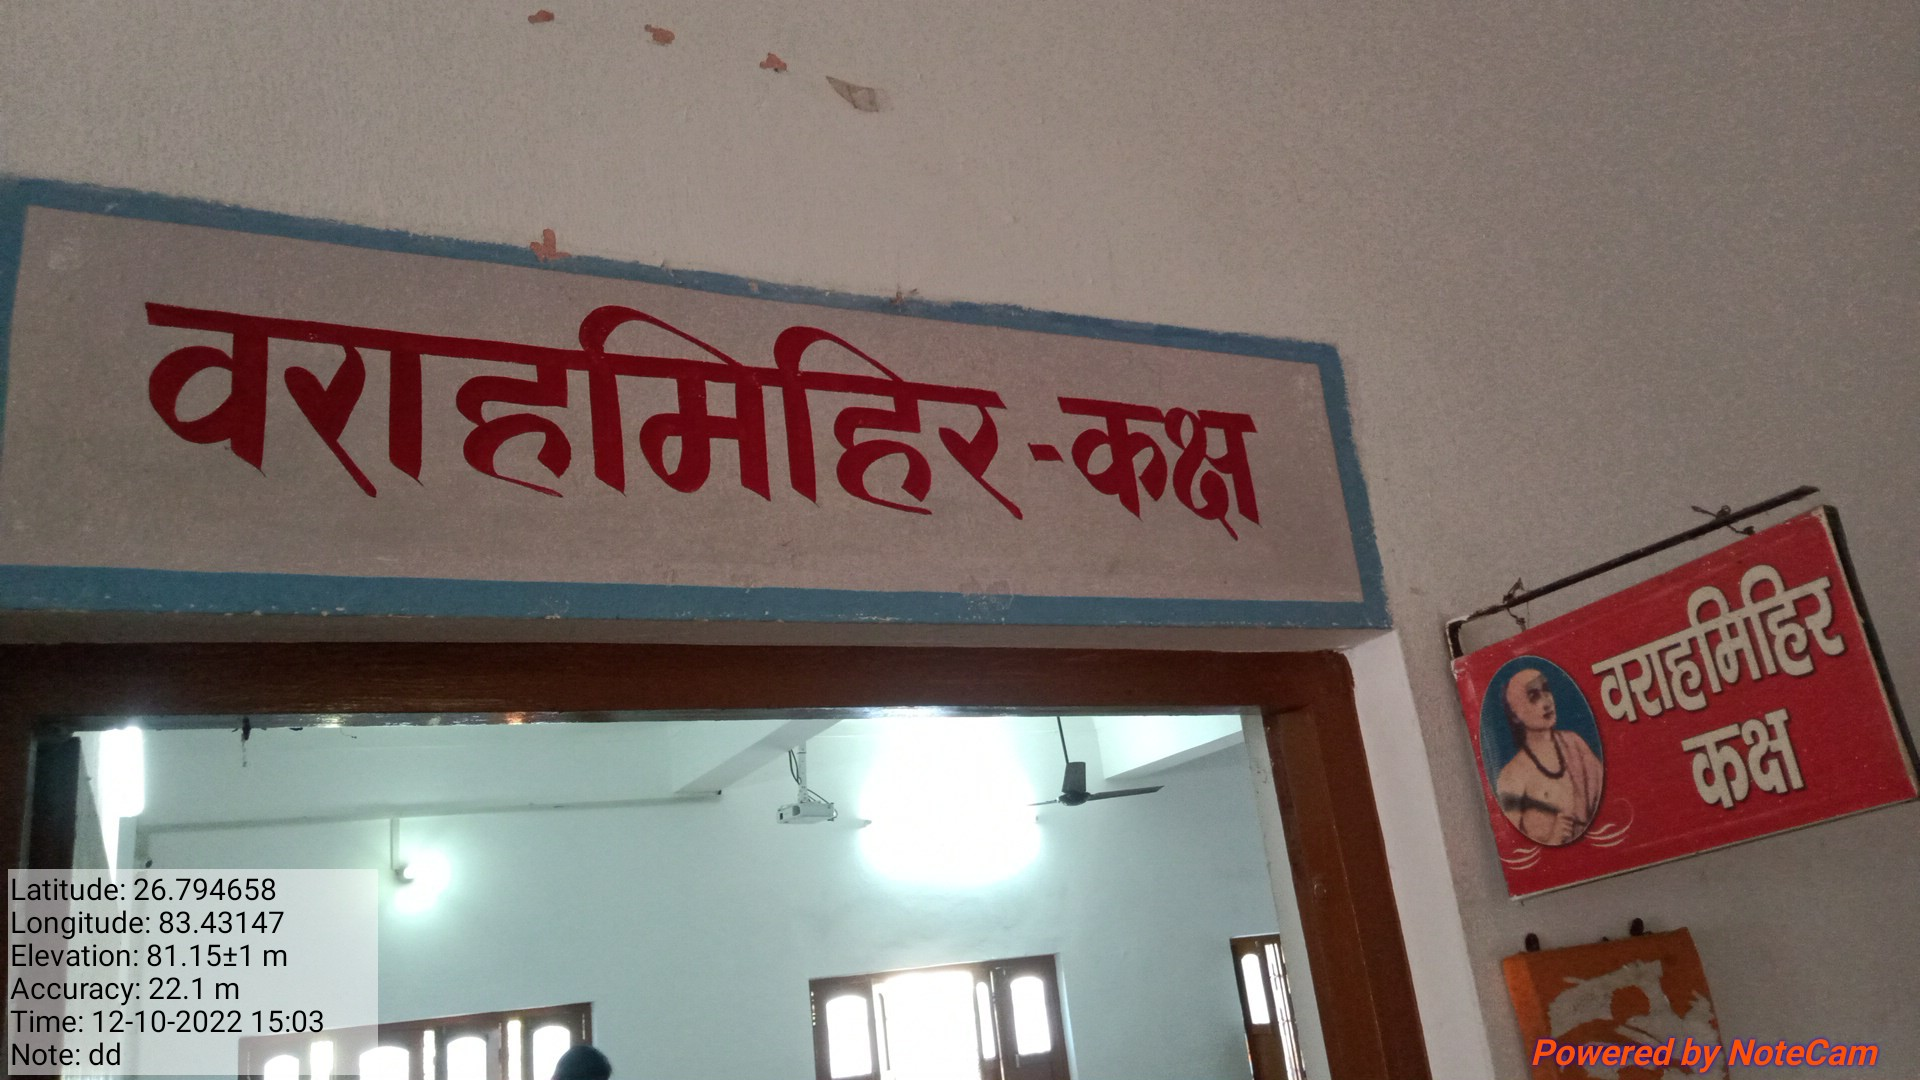 वराहमिहिर-कक्ष
वराहमिहिर
कक्ष
Latitude: 26.794658
Longitude: 83.43147
Elevation: 81.15±1 m
Accuracy: 22.1 m
Time: 12-10-2022 15:03
Note: dd
Powered by NoteCam